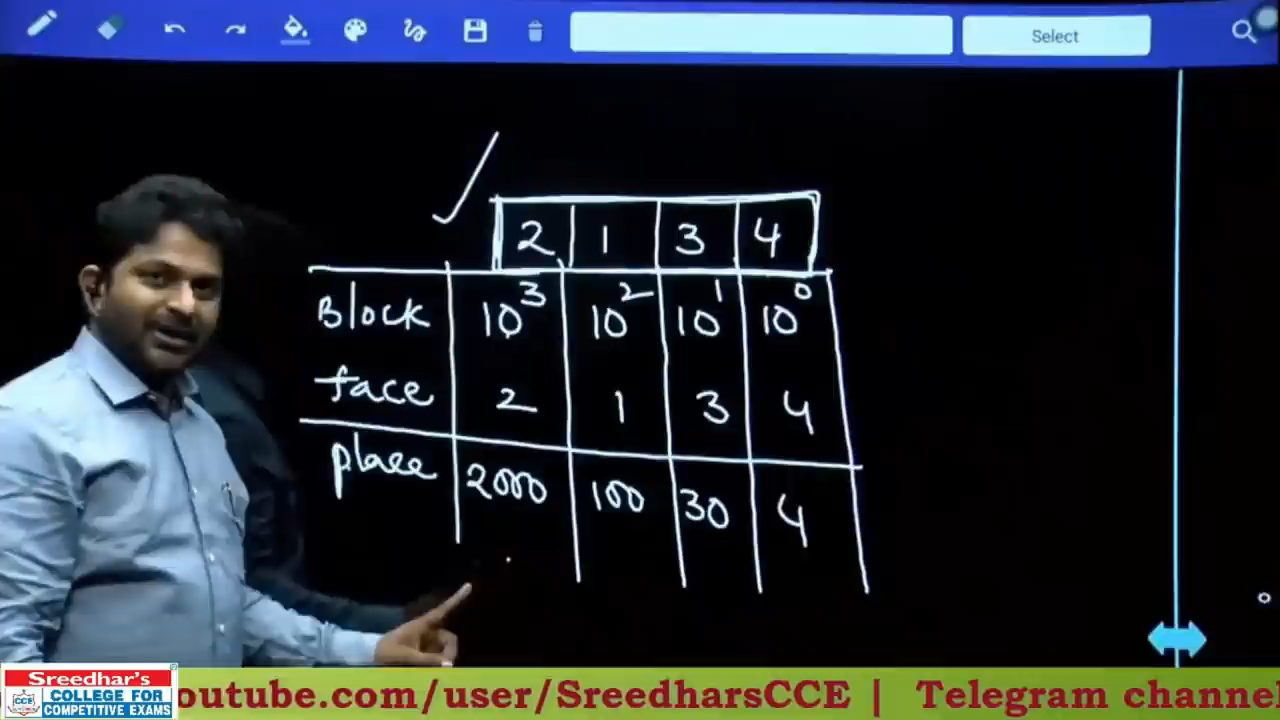 Select
2 1 3 4
Block 10³ 10² 10¹ 10⁰
face 2 1 3 4
place 2000 100 30 4
Sreedhar's
CCE
COLLEGE FOR
COMPETITIVE EXAMS
outube.com/user/SreedharsCCE | Telegram channel